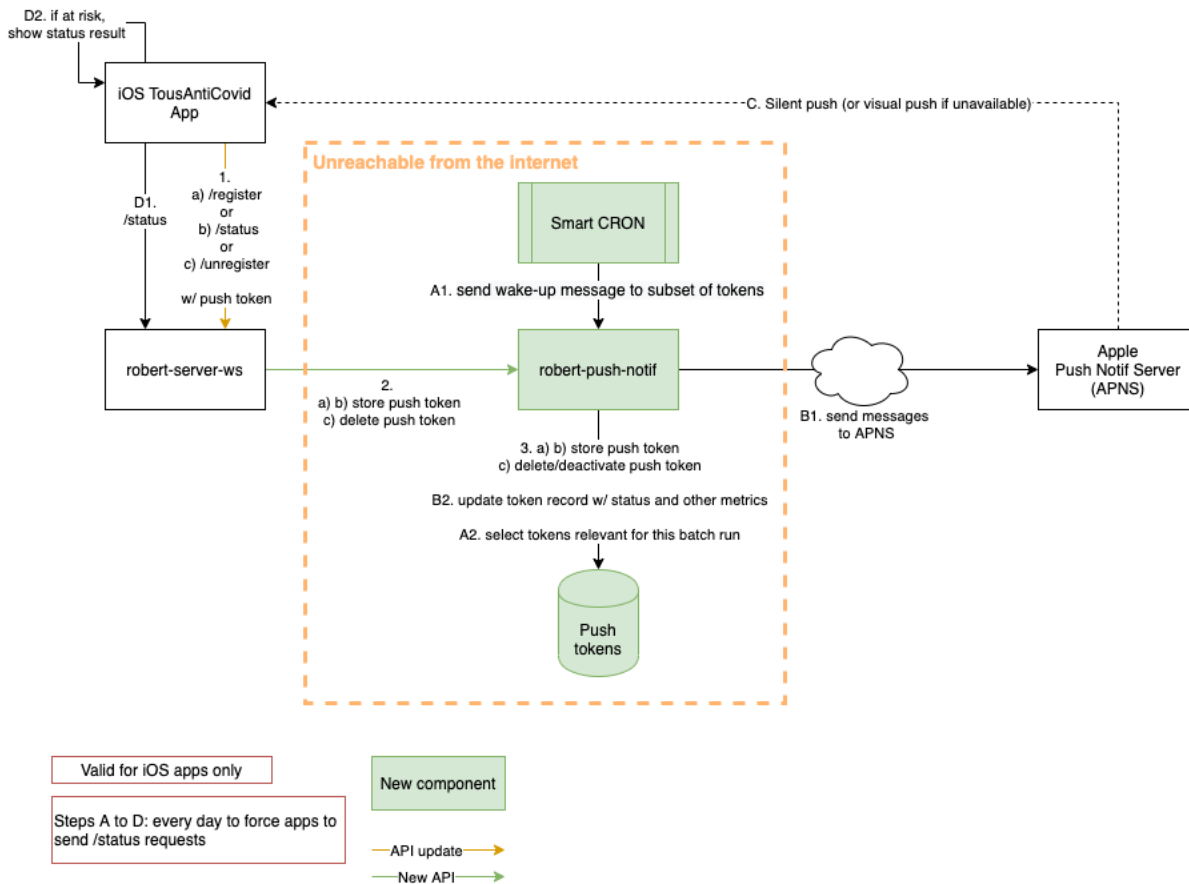 D2. if at risk,
show status result
iOS TousAntiCovid
App
C. Silent push (or visual push if unavailable)
Unreachable from the internet
D1.
/status
1.
a) /register
or
b) /status
or
c) /unregister
w/ push token
Smart CRON
A1. send wake-up message to subset of tokens
robert-server-ws
2.
a) b) store push token
c) delete push token
robert-push-notif
B1. send messages
to APNS
Apple
Push Notif Server
(APNS)
3. a) b) store push token
c) delete/deactivate push token
B2. update token record w/ status and other metrics
A2. select tokens relevant for this batch run
Push
tokens
Valid for iOS apps only
Steps A to D: every day to force apps to
send /status requests
New component
API update
New API